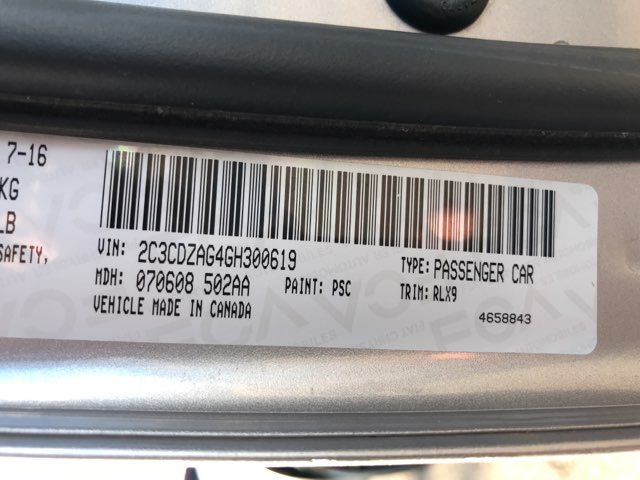 7-16
KG
LB
SAFETY,
VIN: 2C3CDZAG4GH300619
TYPE: PASSENGER CAR
MDH: 070608 502AA PAINT: PSC
TRIM: RLX9
VEHICLE MADE IN CANADA
4658843